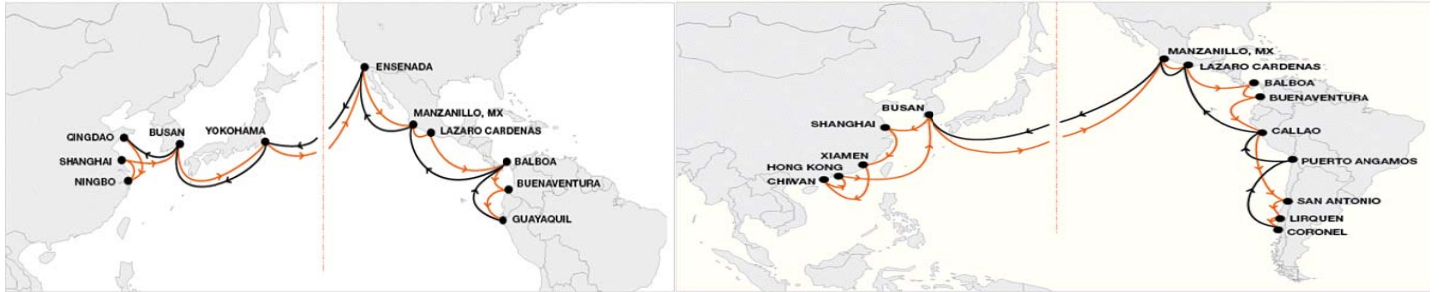 ENSENADA
MANZANILLO, MX
LAZARO CARDENAS
QINGDAO
BUSAN
YOKOHAMA
SHANGHAI
NINGBO
BALBOA
BUENAVENTURA
GUAYAQUIL
MANZANILLO, MX
LAZARO CARDENAS
BALBOA
BUENAVENTURA
BUSAN
SHANGHAI
CALLAO
XIAMEN
HONG KONG
CHIWAN
PUERTO ANGAMOS
SAN ANTONIO
LIRQUEN
CORONEL